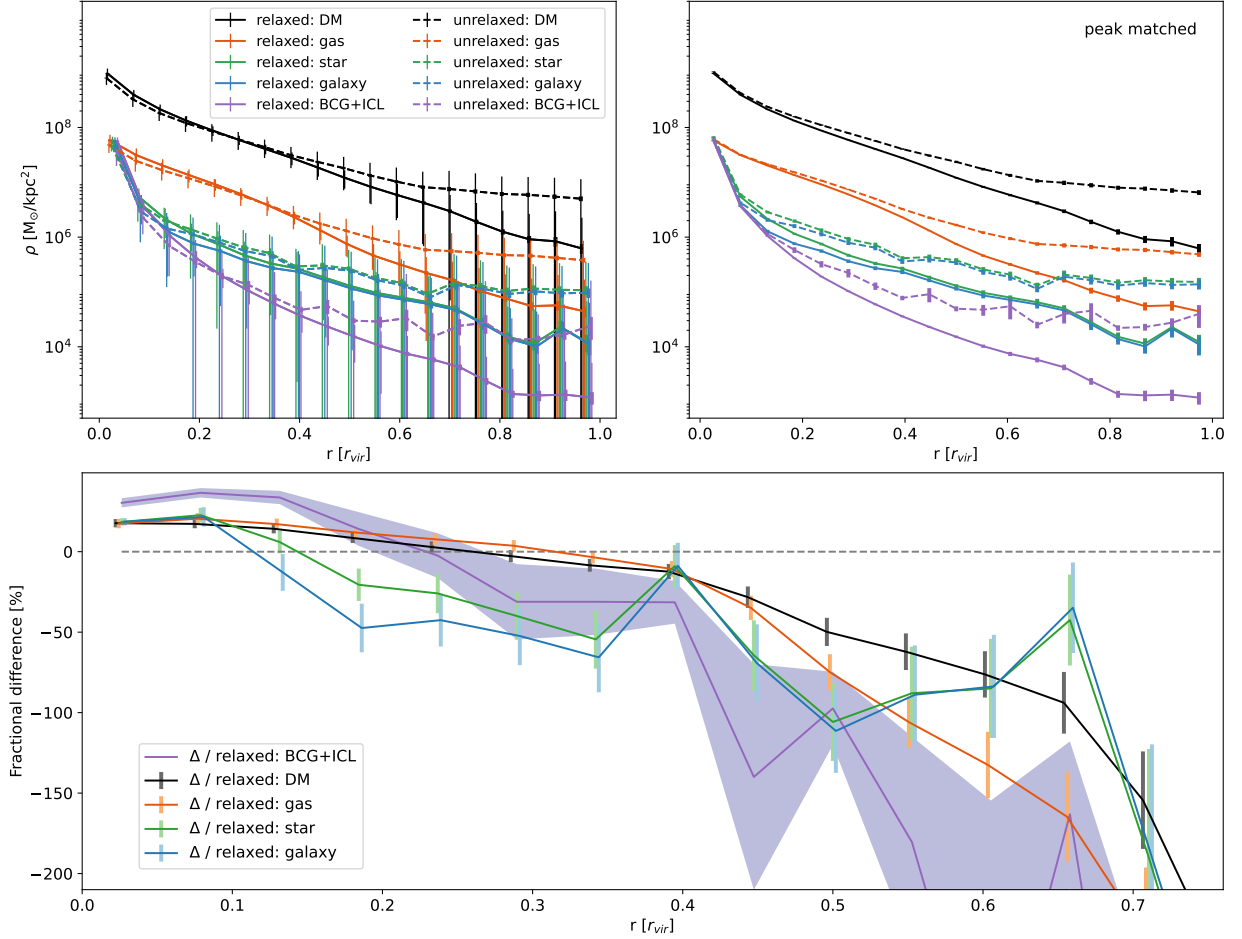 relaxed: DM
relaxed: gas
relaxed: star
relaxed: galaxy
relaxed: BCG+ICL
unrelaxed: DM
unrelaxed: gas
unrelaxed: star
unrelaxed: galaxy
unrelaxed: BCG+ICL
10⁸
10⁶
10⁴
ρ [M⊙/kpc²]
0.0 0.2 0.4 0.6 0.8 1.0
r [r_vir]
peak matched
10⁸
10⁶
10⁴
0.0 0.2 0.4 0.6 0.8 1.0
r [r_vir]
0
−50
−100
−150
−200
Fractional difference [%]
Δ / relaxed: BCG+ICL
Δ / relaxed: DM
Δ / relaxed: gas
Δ / relaxed: star
Δ / relaxed: galaxy
0.0 0.1 0.2 0.3 0.4 0.5 0.6 0.7
r [r_vir]